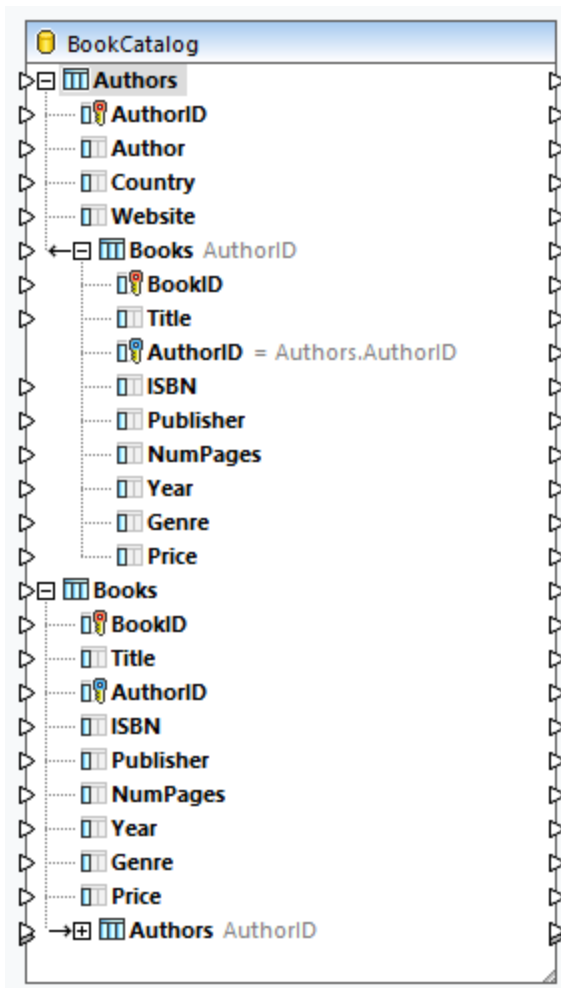 BookCatalog
Authors
AuthorID
Author
Country
Website
Books AuthorID
BookID
Title
AuthorID = Authors.AuthorID
ISBN
Publisher
NumPages
Year
Genre
Price
Books
BookID
Title
AuthorID
ISBN
Publisher
NumPages
Year
Genre
Price
Authors AuthorID